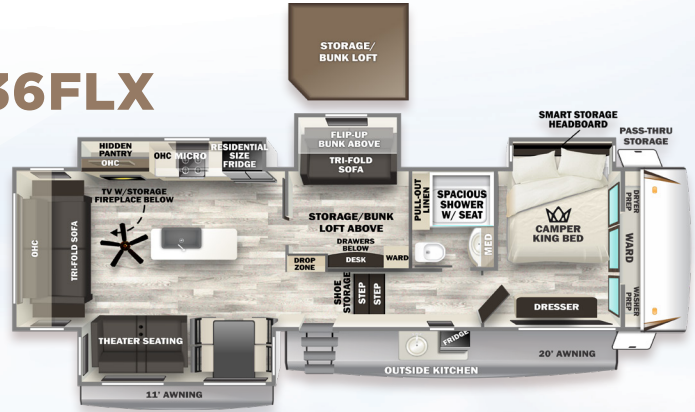 36FLX
STORAGE/
BUNK LOFT
HIDDEN
PANTRY
OHC
OHC
MICRO
RESIDENTIAL
SIZE
FRIDGE
FLIP-UP
BUNK ABOVE
TRI-FOLD
SOFA
SMART STORAGE
HEADBOARD
PASS-THRU
STORAGE
TV W/STORAGE
FIREPLACE BELOW
OHC
TRI-FOLD SOFA
STORAGE/BUNK
LOFT ABOVE
DRAWERS
BELOW
DESK
WARD
DROP
ZONE
PULL-OUT
LINEN
SPACIOUS
SHOWER
W/ SEAT
MED
CAMPER
KING BED
DRYER
PREP
WARD
WASHER
PREP
SHOE
STORAGE
STEP
STEP
DRESSER
THEATER SEATING
FRIDGE
20' AWNING
OUTSIDE KITCHEN
11' AWNING